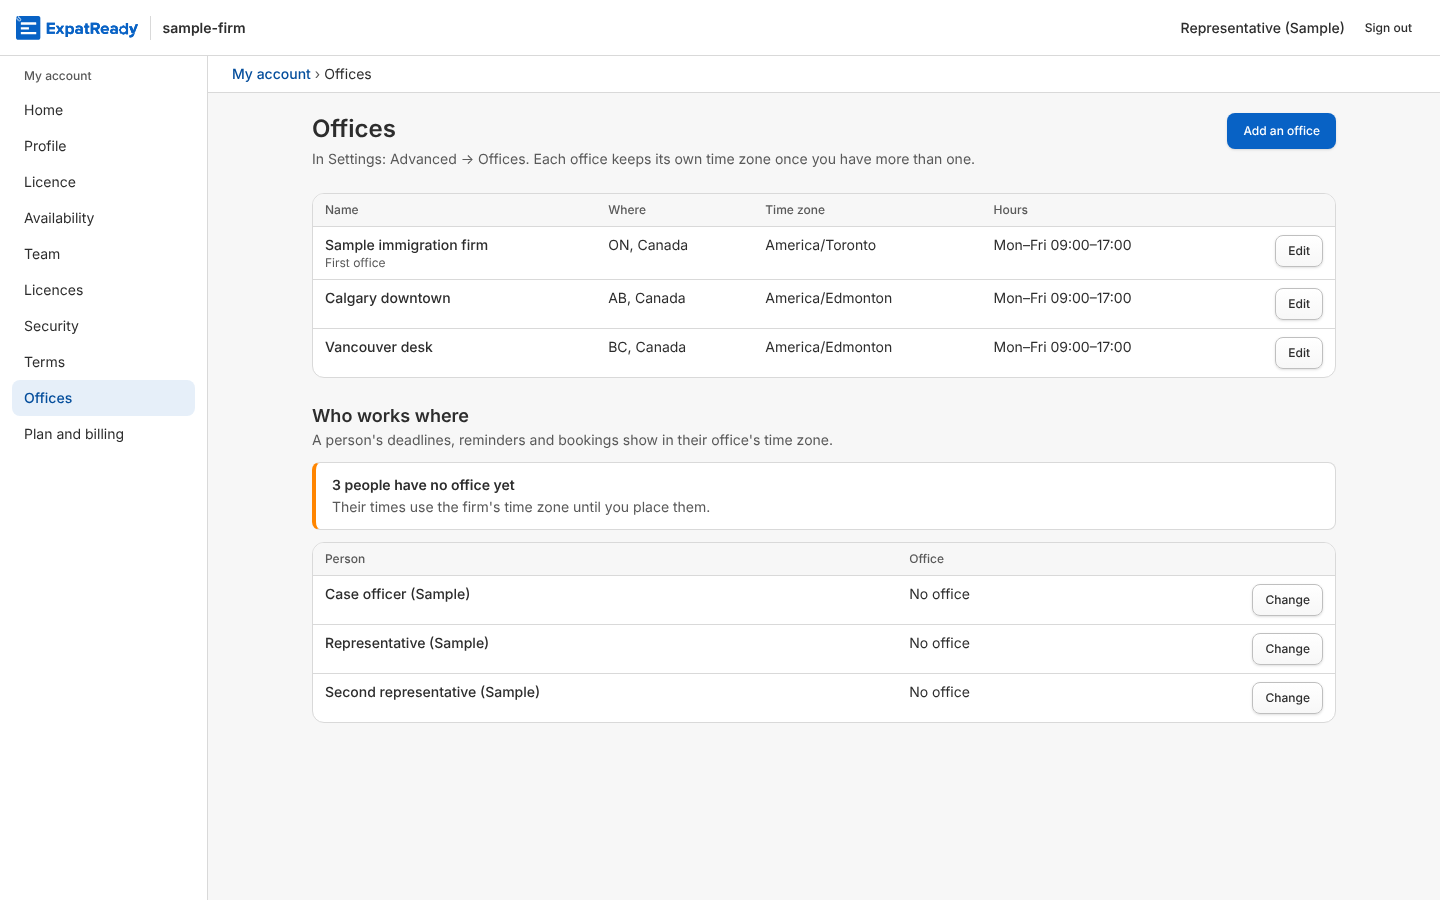 ExpatReady
sample-firm
Representative (Sample)
Sign out
My account
Home
Profile
Licence
Availability
Team
Licences
Security
Terms
Offices
Plan and billing
My account › Offices
Offices
Add an office
In Settings: Advanced → Offices. Each office keeps its own time zone once you have more than one.
Name Where Time zone Hours
Sample immigration firm ON, Canada America/Toronto Mon–Fri 09:00–17:00 Edit
First office
Calgary downtown AB, Canada America/Edmonton Mon–Fri 09:00–17:00 Edit
Vancouver desk BC, Canada America/Edmonton Mon–Fri 09:00–17:00 Edit
Who works where
A person's deadlines, reminders and bookings show in their office's time zone.
3 people have no office yet
Their times use the firm's time zone until you place them.
Person Office
Case officer (Sample) No office Change
Representative (Sample) No office Change
Second representative (Sample) No office Change